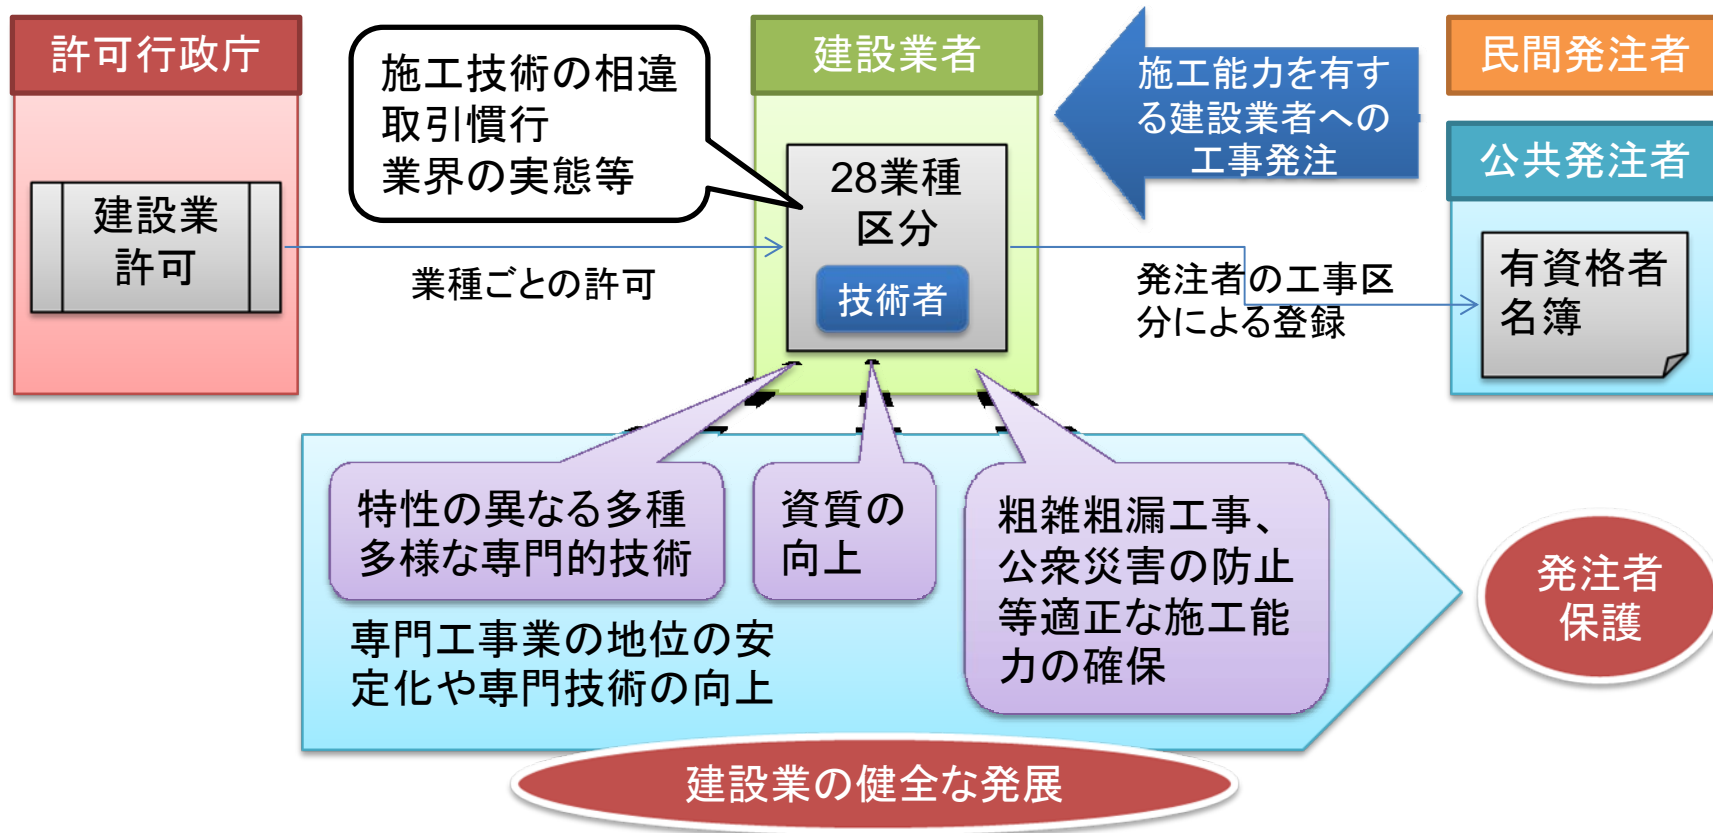 許可行政庁
建設業
許可
施工技術の相違
取引慣行
業界の実態等
業種ごとの許可
建設業者
28業種
区分
技術者
施工能力を有す
る建設業者への
工事発注
発注者の工事区
分による登録
民間発注者
公共発注者
有資格者
名簿
特性の異なる多種
多様な専門的技術
資質の
向上
粗雑粗漏工事、
公衆災害の防止
等適正な施工能
力の確保
専門工事業の地位の安
定化や専門技術の向上
発注者
保護
建設業の健全な発展